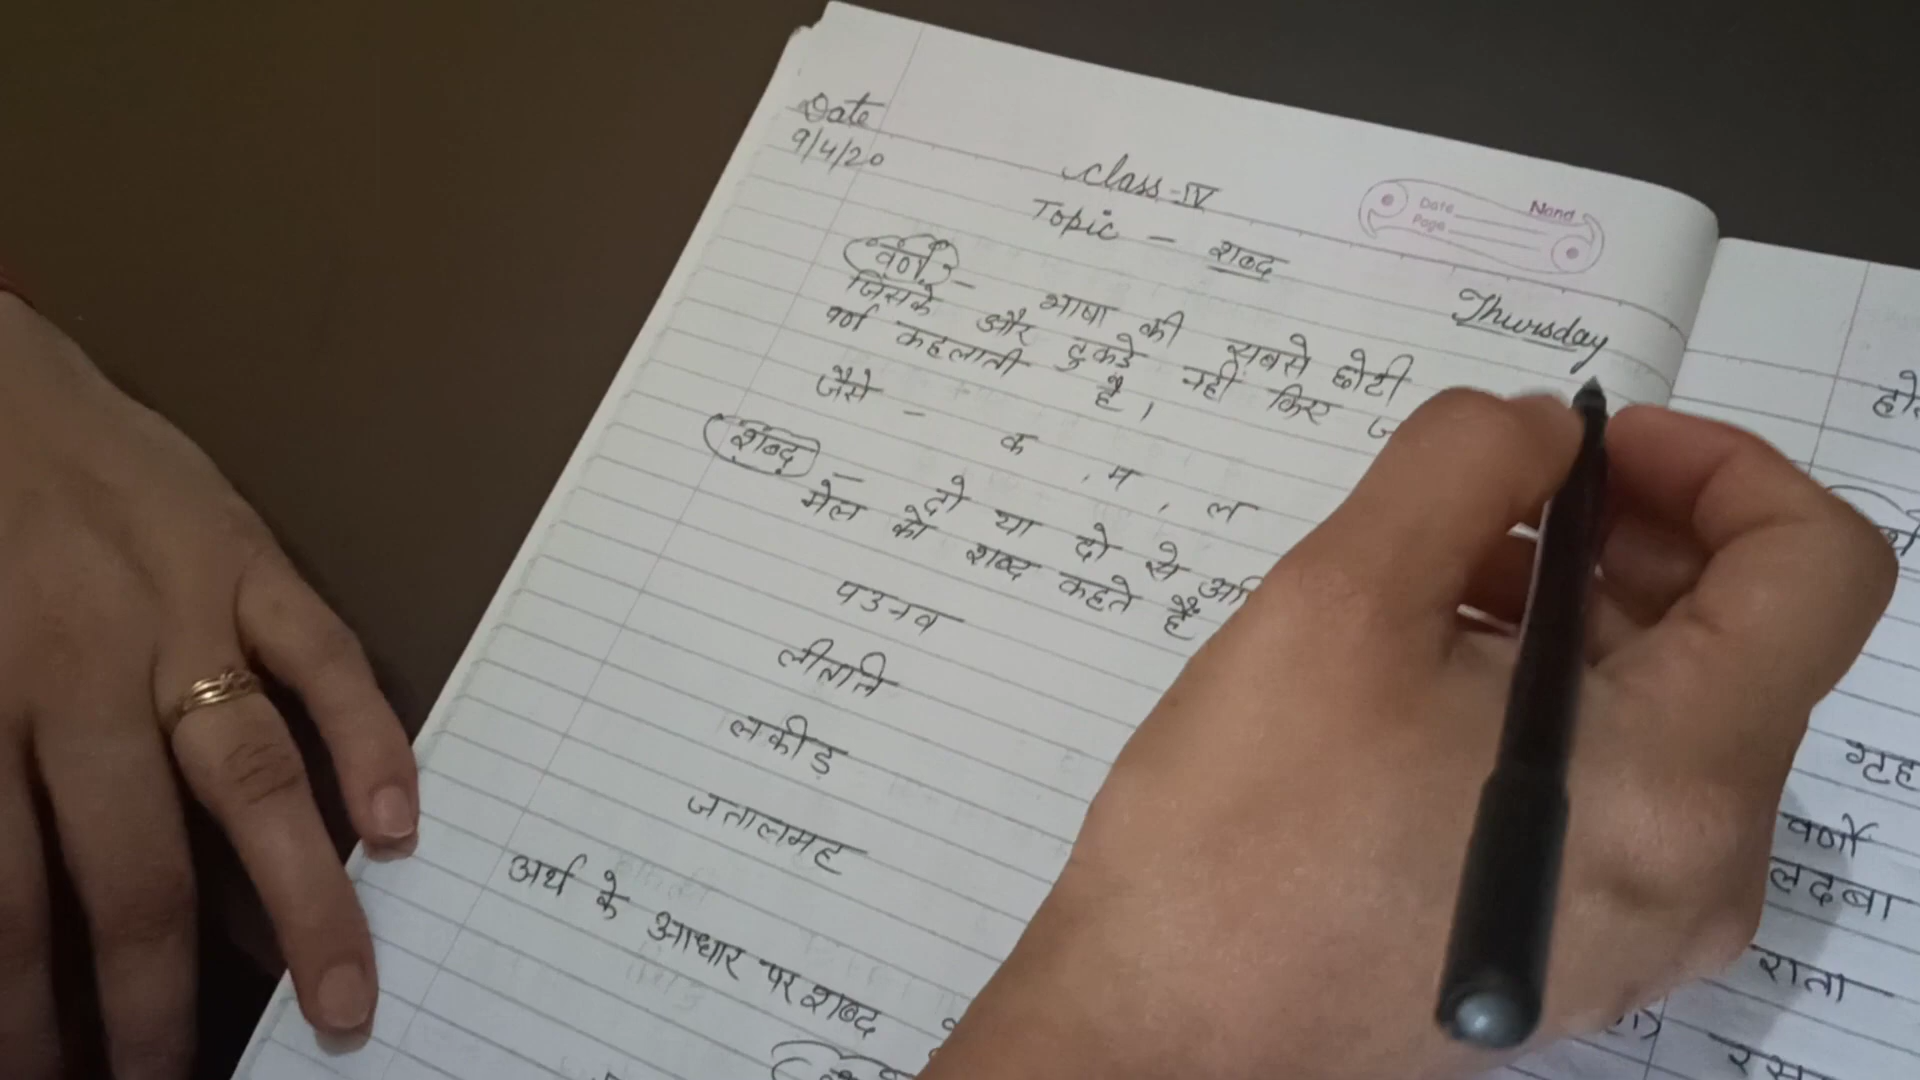 Date
9/4/20
Class-IV
Topic - शब्द
Date
Page
Nand
Thursday
वर्ण - भाषा की सबसे छोटी
जिसके और टुकडे नहीं किए
वर्ण कहलाती है।
जैसे - क , म , ल
शब्द - दो या दो से
मेल को शब्द कहते हैं
पउनव
लीताति
लकीड़
जतालमह
अर्थ के आधार पर शब्द
वर्णों
लदबा
राता